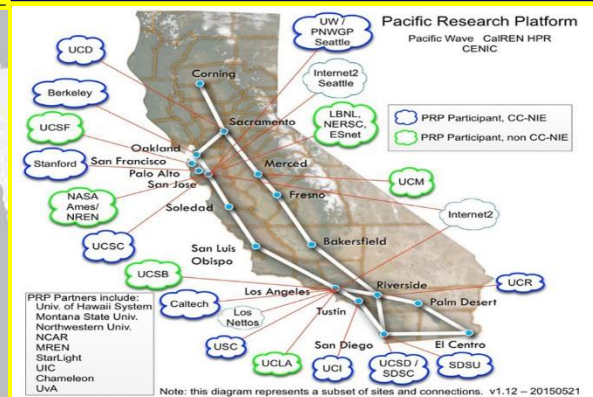 Pacific Research Platform
Pacific Wave CalREN HPR
CENIC
UW /
PNWGP
Seattle
UCD
Internet2
Seattle
Corning
Berkeley
Sacramento
LBNL,
NERSC,
ESnet
PRP Participant, CC-NIE
PRP Participant, non CC-NIE
UCSF
Oakland
San Francisco
Stanford
Palo Alto
San Jose
Merced
UCM
NASA
Ames/
NREN
Fresno
Soledad
Internet2
UCSC
San Luis
Obispo
Bakersfield
UCSB
Los Angeles
Riverside
UCR
Caltech
Palm Desert
Los
Nettos
Tustin
USC
San Diego
El Centro
UCLA
UCI
UCSD /
SDSC
SDSU
PRP Partners include:
Univ. of Hawaii System
Montana State Univ.
Northwestern Univ.
NCAR
MREN
StarLight
UIC
Chameleon
UvA
Note: this diagram represents a subset of sites and connections. v1.12 – 20150521